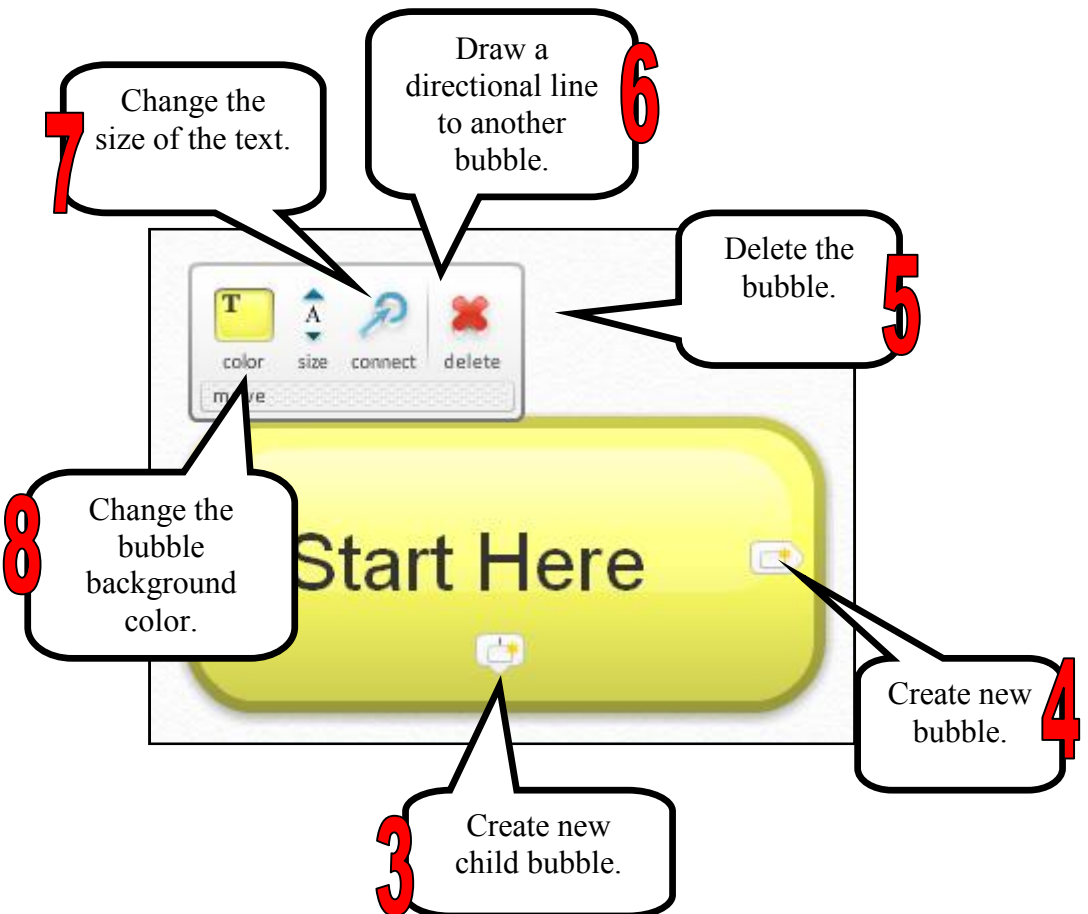 6
Draw a
directional line
to another
bubble.
7
Change the
size of the text.
5
Delete the
bubble.
T
A
color size connect delete
move
8
Change the
bubble
background
color.
Start Here
4
Create new
bubble.
3
Create new
child bubble.